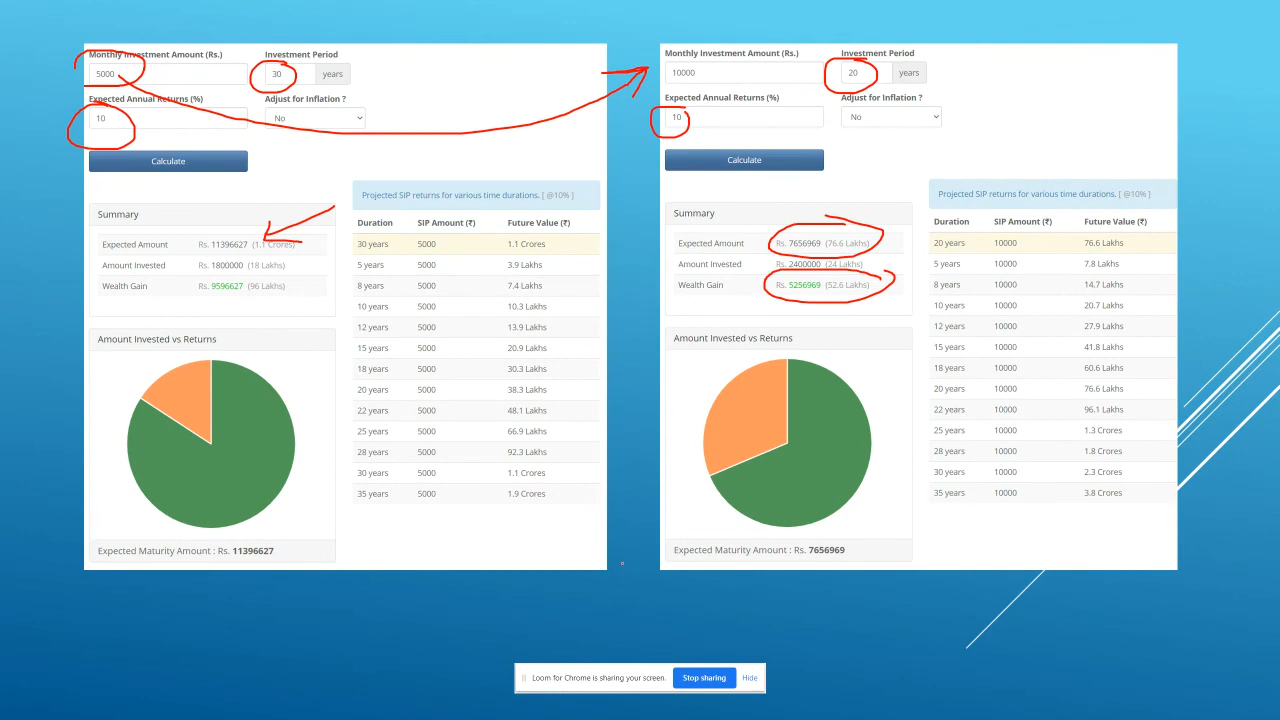 Monthly Investment Amount (Rs.) Investment Period
5000 30 years
Expected Annual Returns (%) Adjust for Inflation ?
10 No
Calculate
Projected SIP returns for various time durations. [ @10% ]
Summary
Expected Amount Rs. 11396627 (1.1 Crores)
Amount Invested Rs. 1800000 (18 Lakhs)
Wealth Gain Rs. 9596627 (96 Lakhs)
Duration SIP Amount (₹) Future Value (₹)
30 years 5000 1.1 Crores
5 years 5000 3.9 Lakhs
8 years 5000 7.4 Lakhs
10 years 5000 10.3 Lakhs
12 years 5000 13.9 Lakhs
15 years 5000 20.9 Lakhs
18 years 5000 30.3 Lakhs
20 years 5000 38.3 Lakhs
22 years 5000 48.1 Lakhs
25 years 5000 66.9 Lakhs
28 years 5000 92.3 Lakhs
30 years 5000 1.1 Crores
35 years 5000 1.9 Crores
Amount Invested vs Returns
Expected Maturity Amount : Rs. 11396627
Monthly Investment Amount (Rs.) Investment Period
10000 20 years
Expected Annual Returns (%) Adjust for Inflation ?
10 No
Calculate
Projected SIP returns for various time durations. [ @10% ]
Summary
Expected Amount Rs. 7656969 (76.6 Lakhs)
Amount Invested Rs. 2400000 (24 Lakhs)
Wealth Gain Rs. 5256969 (52.6 Lakhs)
Duration SIP Amount (₹) Future Value (₹)
20 years 10000 76.6 Lakhs
5 years 10000 7.8 Lakhs
8 years 10000 14.7 Lakhs
10 years 10000 20.7 Lakhs
12 years 10000 27.9 Lakhs
15 years 10000 41.8 Lakhs
18 years 10000 60.6 Lakhs
20 years 10000 76.6 Lakhs
22 years 10000 96.1 Lakhs
25 years 10000 1.3 Crores
28 years 10000 1.8 Crores
30 years 10000 2.3 Crores
35 years 10000 3.8 Crores
Amount Invested vs Returns
Expected Maturity Amount : Rs. 7656969
Loom for Chrome is sharing your screen. Stop sharing Hide